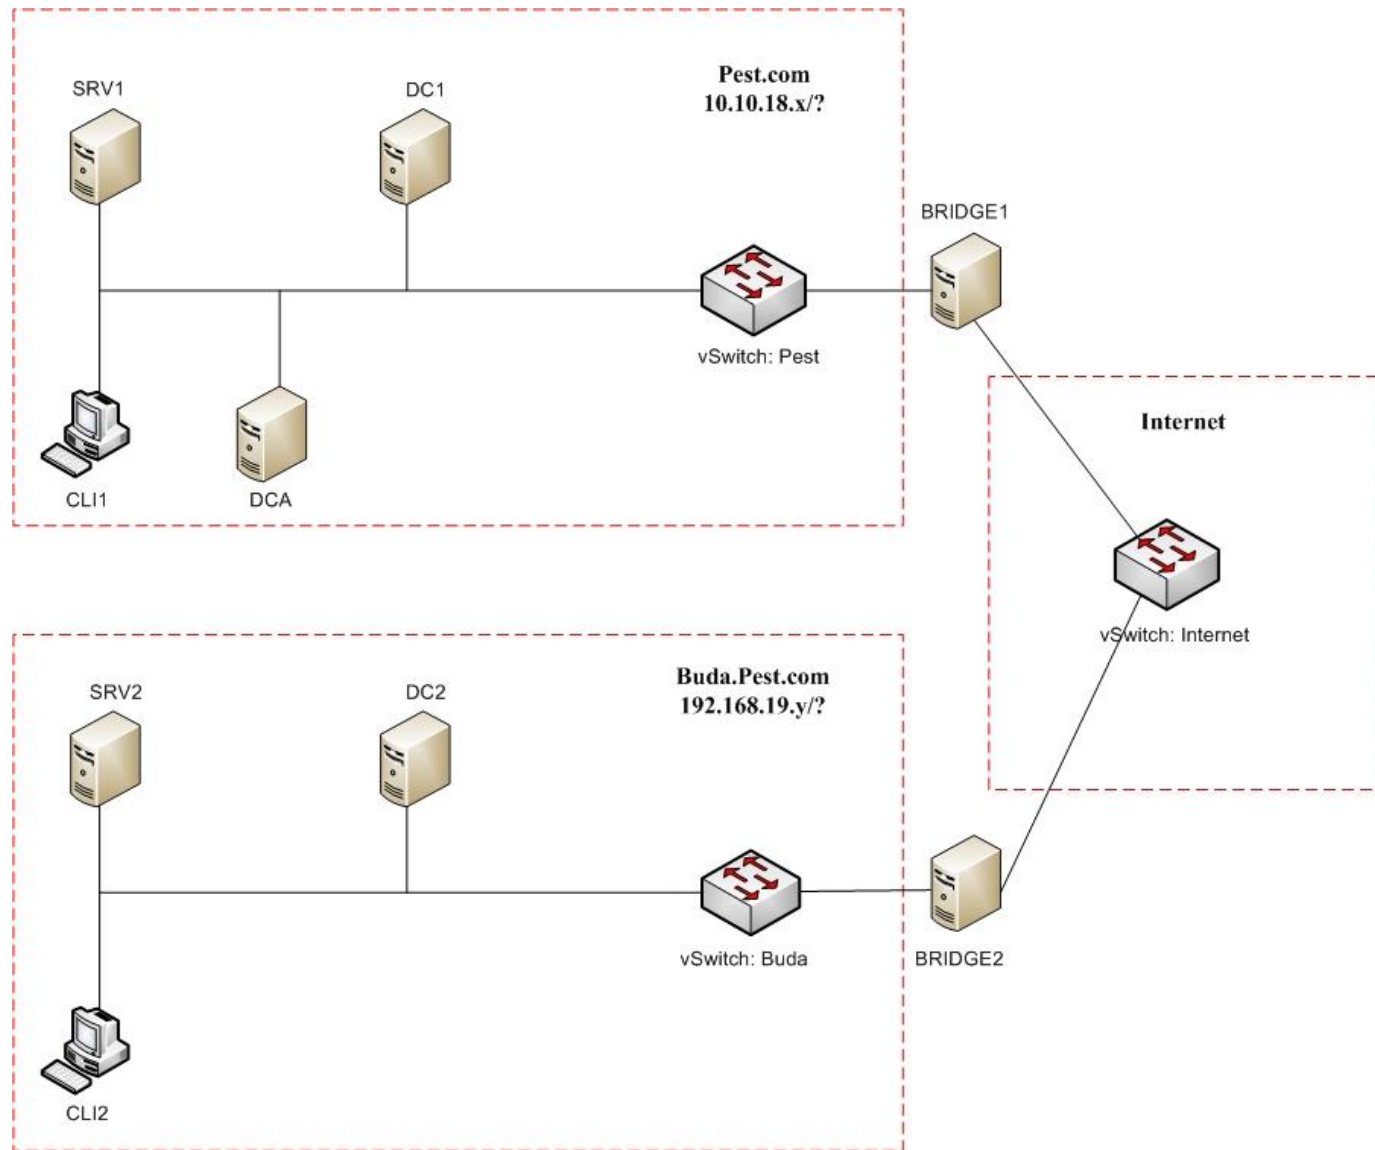 SRV1
DC1
Pest.com
10.10.18.x/?
BRIDGE1
vSwitch: Pest
CLI1
DCA
Internet
vSwitch: Internet
Buda.Pest.com
192.168.19.y/?
SRV2
DC2
vSwitch: Buda
BRIDGE2
CLI2